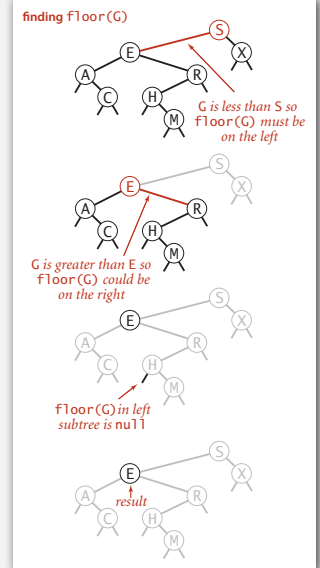 finding floor(G)
S
E
X
A
R
C
H
M
G is less than S so
floor(G) must be
on the left
S
E
X
A
R
C
H
M
G is greater than E so
floor(G) could be
on the right
S
E
X
A
R
C
H
M
floor(G)in left
subtree is null
S
E
X
A
R
result
C
H
M